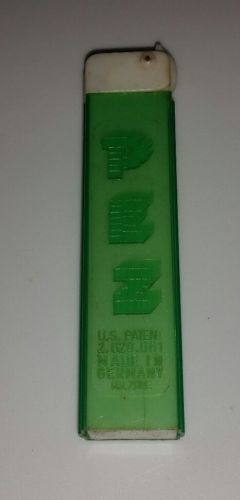 PEZ
U.S. PATENT
2.620.061
MADE IN
GERMANY